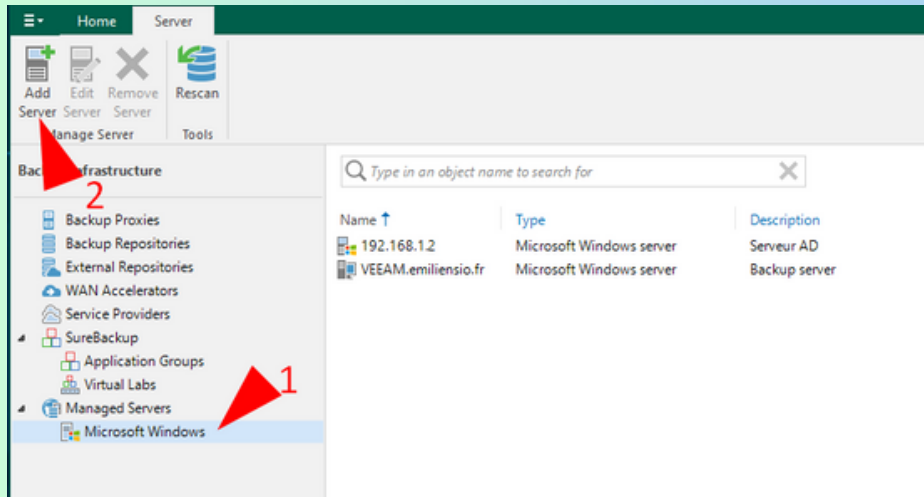 Home Server
Add Edit Remove Rescan
Server Server Server
Manage Server Tools
Backup Infrastructure
2
Backup Proxies
Backup Repositories
External Repositories
WAN Accelerators
Service Providers
SureBackup
Application Groups
Virtual Labs
Managed Servers
Microsoft Windows
1
Type in an object name to search for
Name Type Description
192.168.1.2 Microsoft Windows server Serveur AD
VEEAM.emiliensio.fr Microsoft Windows server Backup server